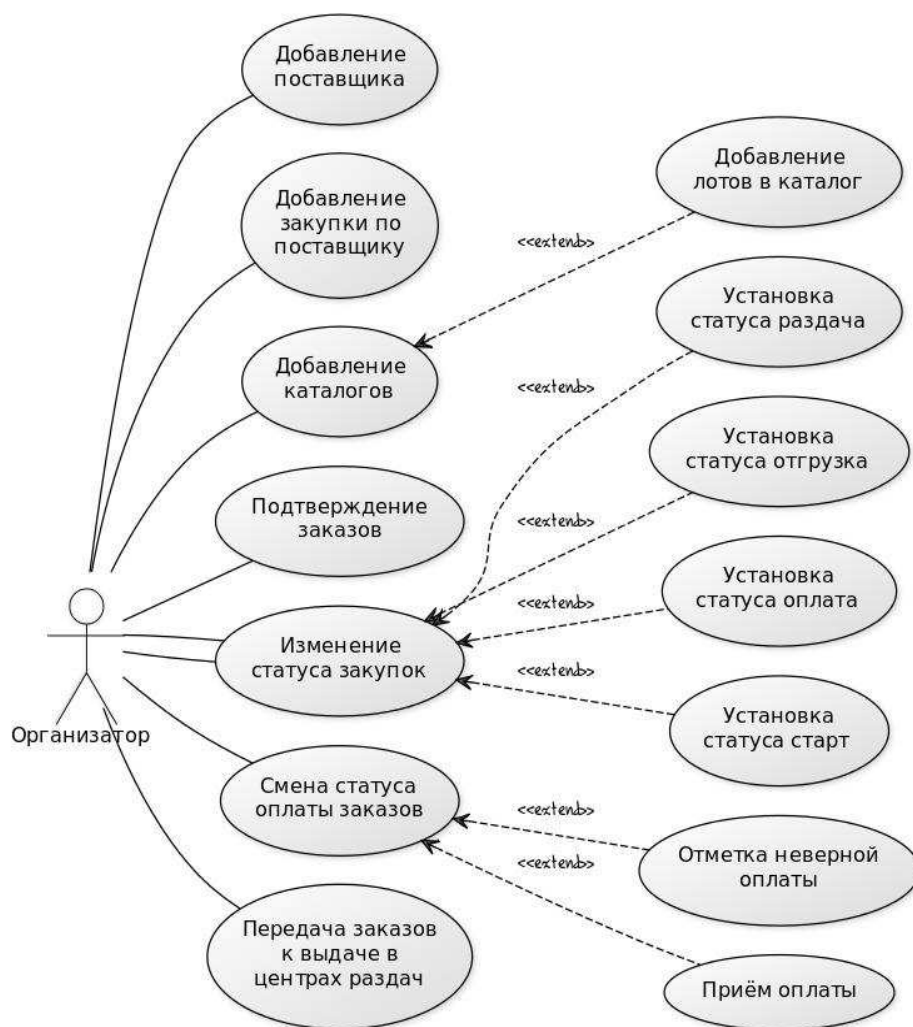 Добавление
поставщика
Добавление
закупки по
поставщику
Добавление
каталогов
Подтверждение
заказов
Изменение
статуса закупок
Смена статуса
оплаты заказов
Передача заказов
к выдаче в
центрах раздач
Организатор
<<extend>>
<<extend>>
<<extend>>
<<extend>>
<<extend>>
<<extend>>
<<extend>>
Добавление
лотов в каталог
Установка
статуса раздача
Установка
статуса отгрузка
Установка
статуса оплата
Установка
статуса старт
Отметка неверной
оплаты
Приём оплаты